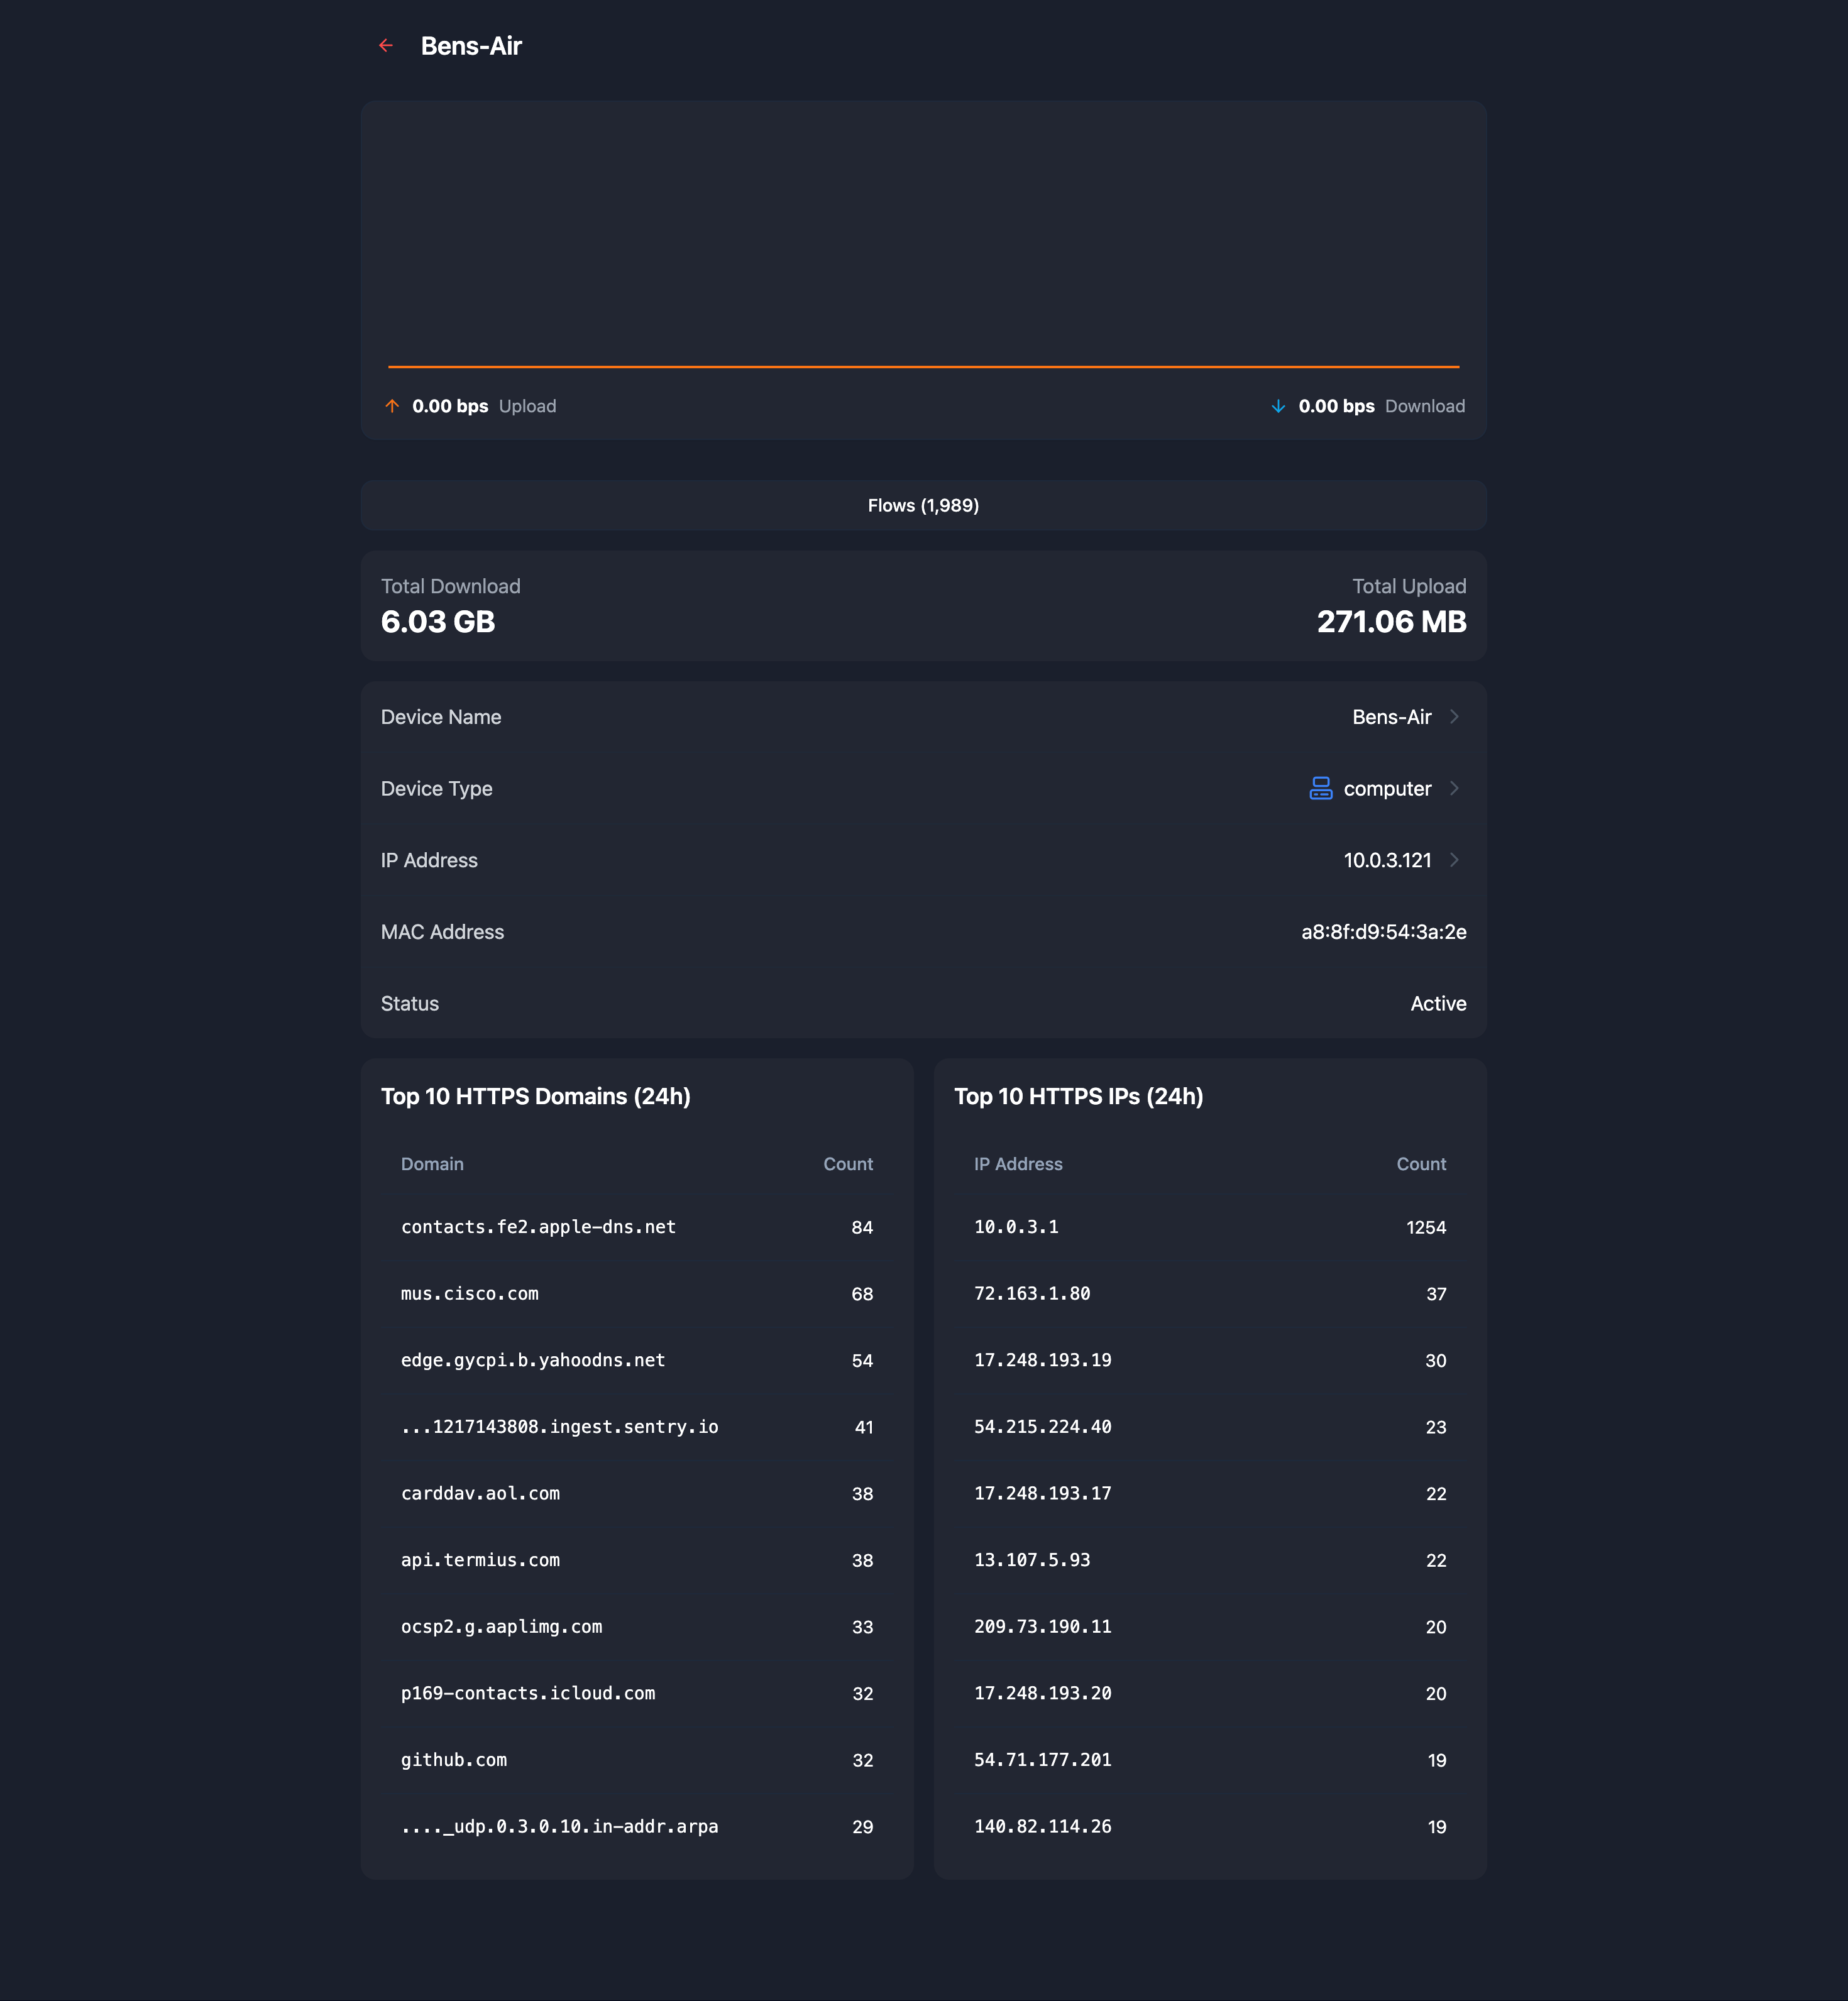 Bens-Air
0.00 bps Upload
0.00 bps Download
Flows (1,989)
Total Download
Total Upload
6.03 GB
271.06 MB
Device Name
Bens-Air
Device Type
computer
IP Address
10.0.3.121
MAC Address
a8:8f:d9:54:3a:2e
Status
Active
Top 10 HTTPS Domains (24h)
Domain Count
contacts.fe2.apple-dns.net 84
mus.cisco.com 68
edge.gycpi.b.yahoodns.net 54
...1217143808.ingest.sentry.io 41
carddav.aol.com 38
api.termius.com 38
ocsp2.g.aaplimg.com 33
p169-contacts.icloud.com 32
github.com 32
...._udp.0.3.0.10.in-addr.arpa 29
Top 10 HTTPS IPs (24h)
IP Address Count
10.0.3.1 1254
72.163.1.80 37
17.248.193.19 30
54.215.224.40 23
17.248.193.17 22
13.107.5.93 22
209.73.190.11 20
17.248.193.20 20
54.71.177.201 19
140.82.114.26 19